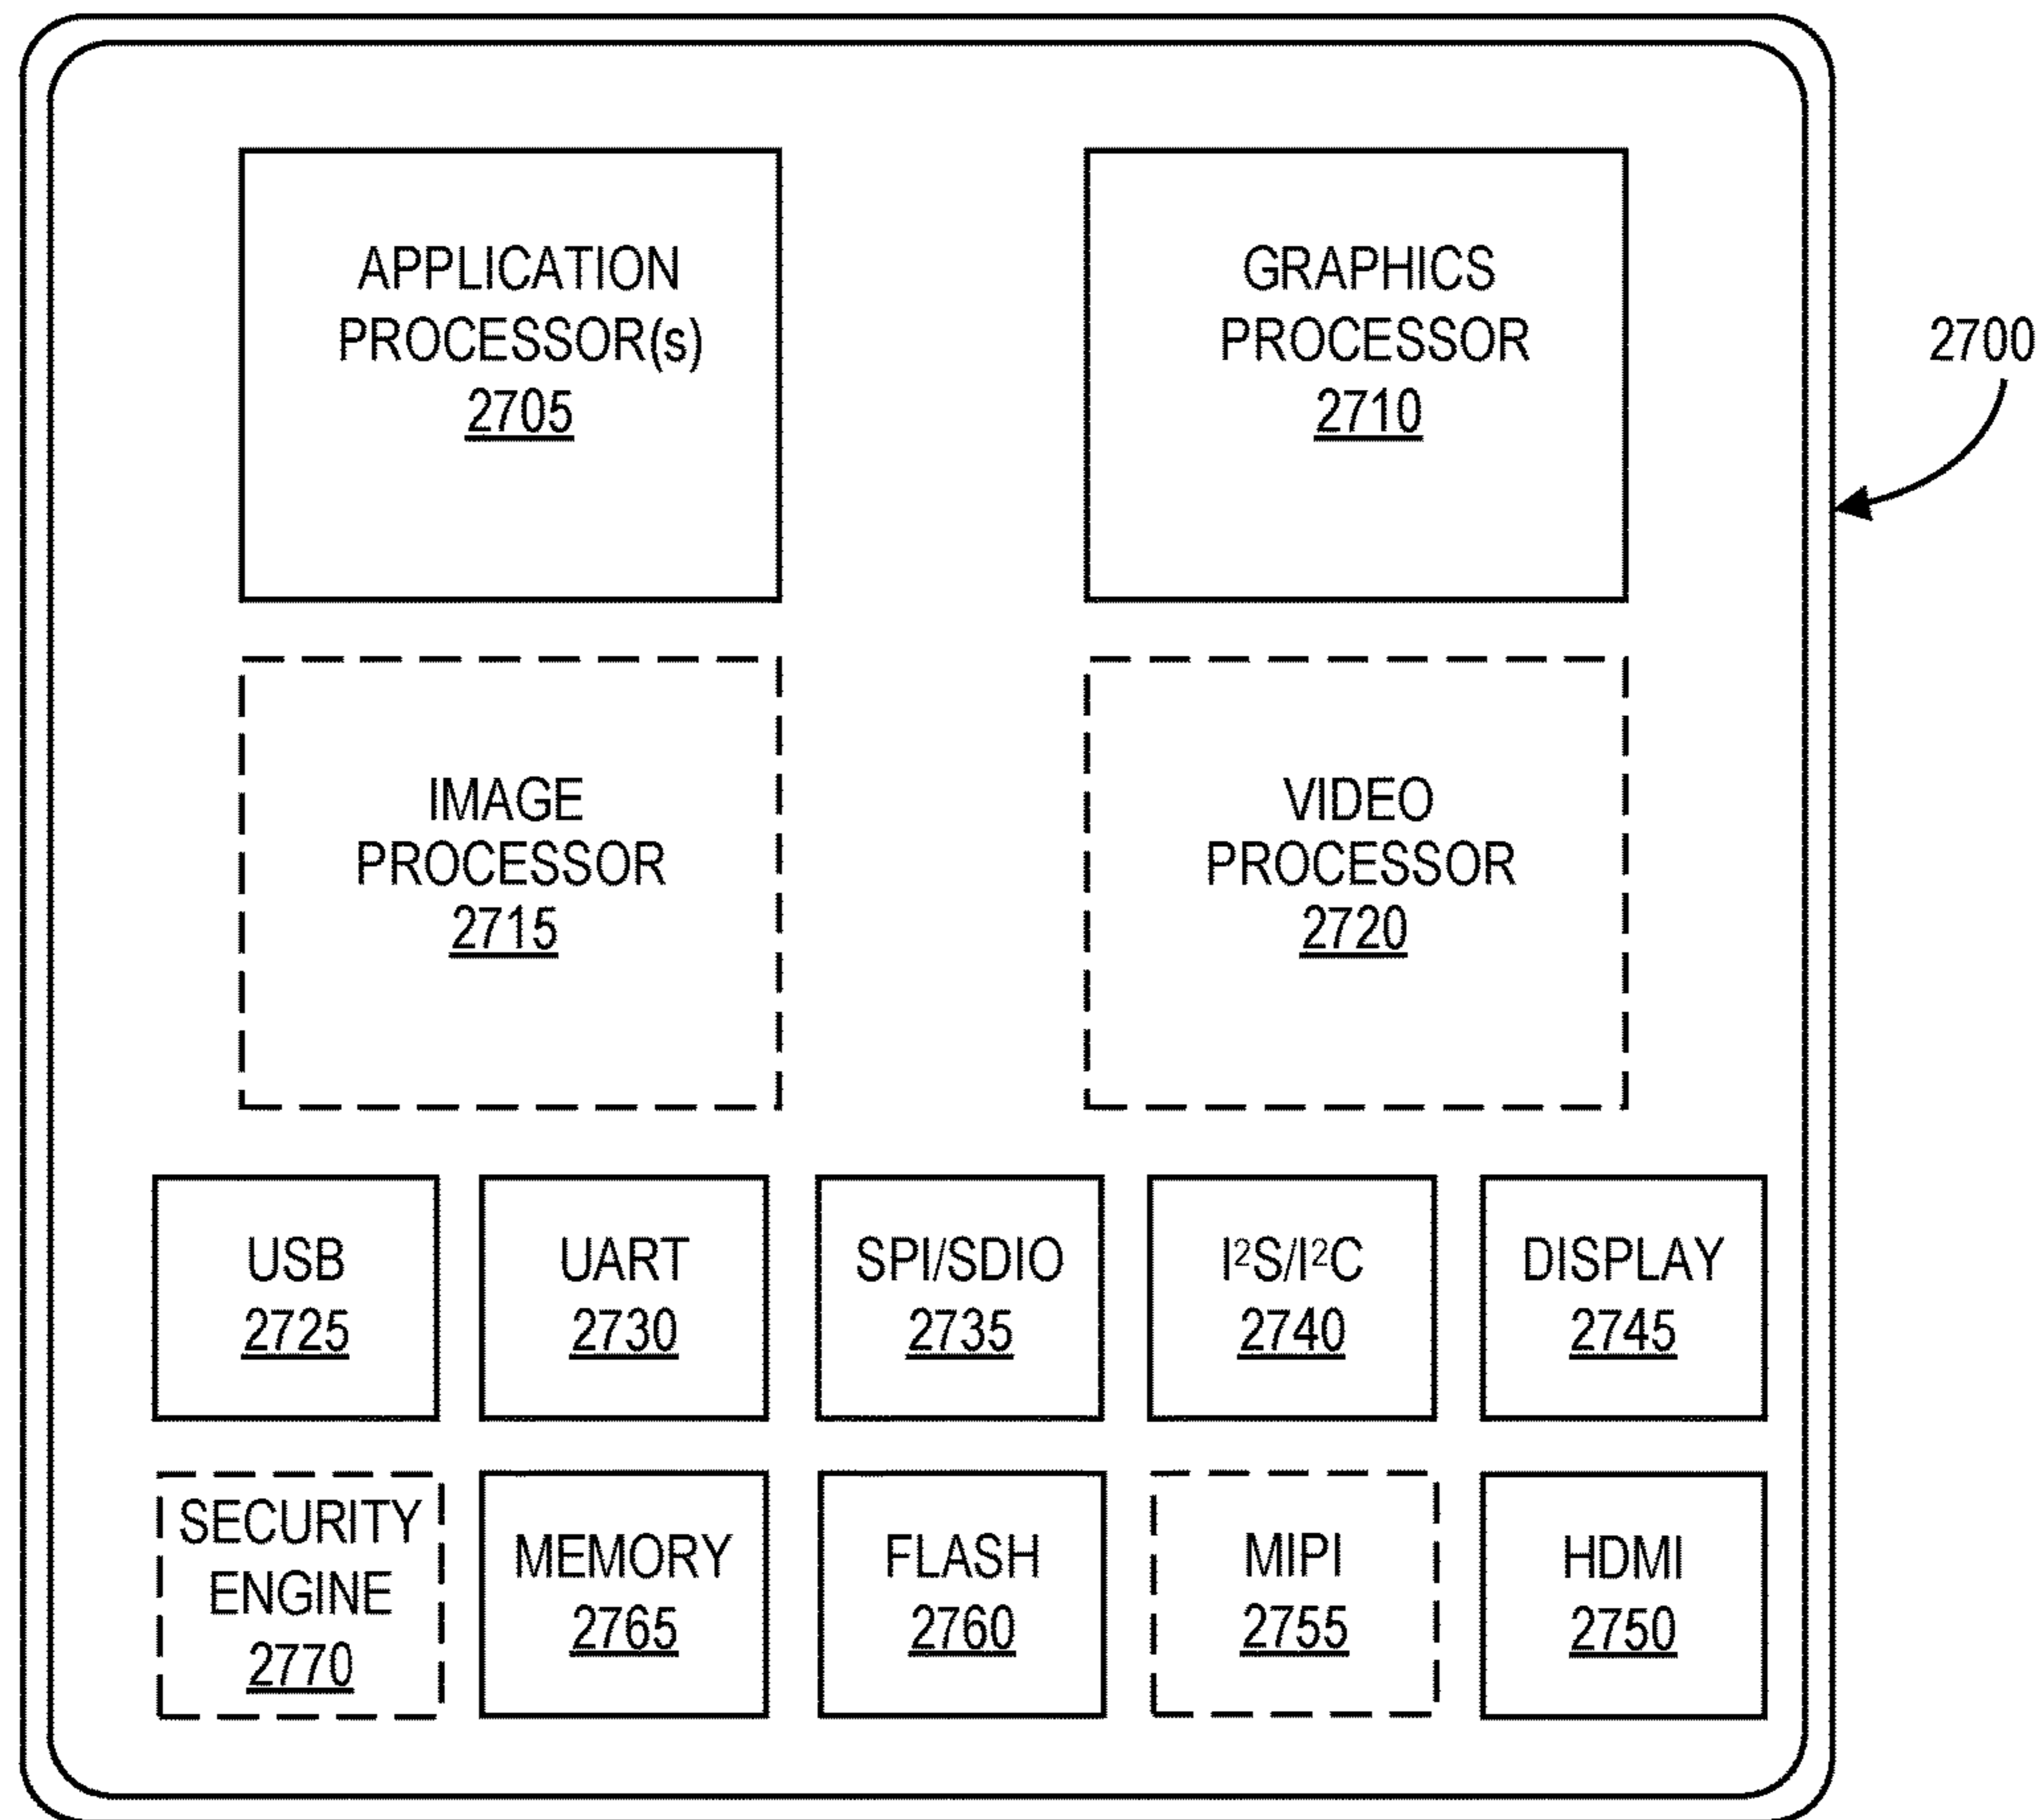 APPLICATION
PROCESSOR(s)
2705
GRAPHICS
PROCESSOR
2710
2700
IMAGE
PROCESSOR
2715
VIDEO
PROCESSOR
2720
USB
2725
UART
2730
SPI/SDIO
2735
I²S/I²C
2740
DISPLAY
2745
SECURITY
ENGINE
2770
MEMORY
2765
FLASH
2760
MIPI
2755
HDMI
2750